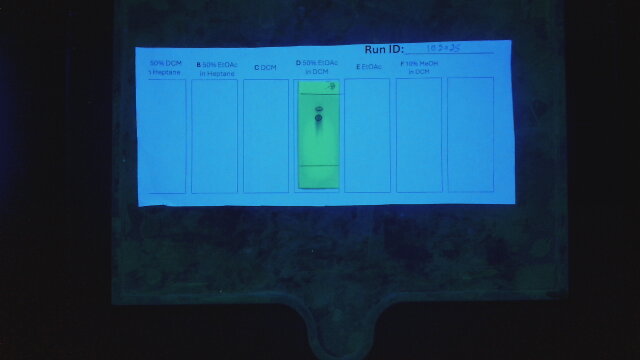 Run ID:
50% DCM
in Heptane
B 50% EtOAc
in Heptane
C DCM
D 50% EtOAc
in DCM
E EtOAc
F 10% MeOH
in DCM